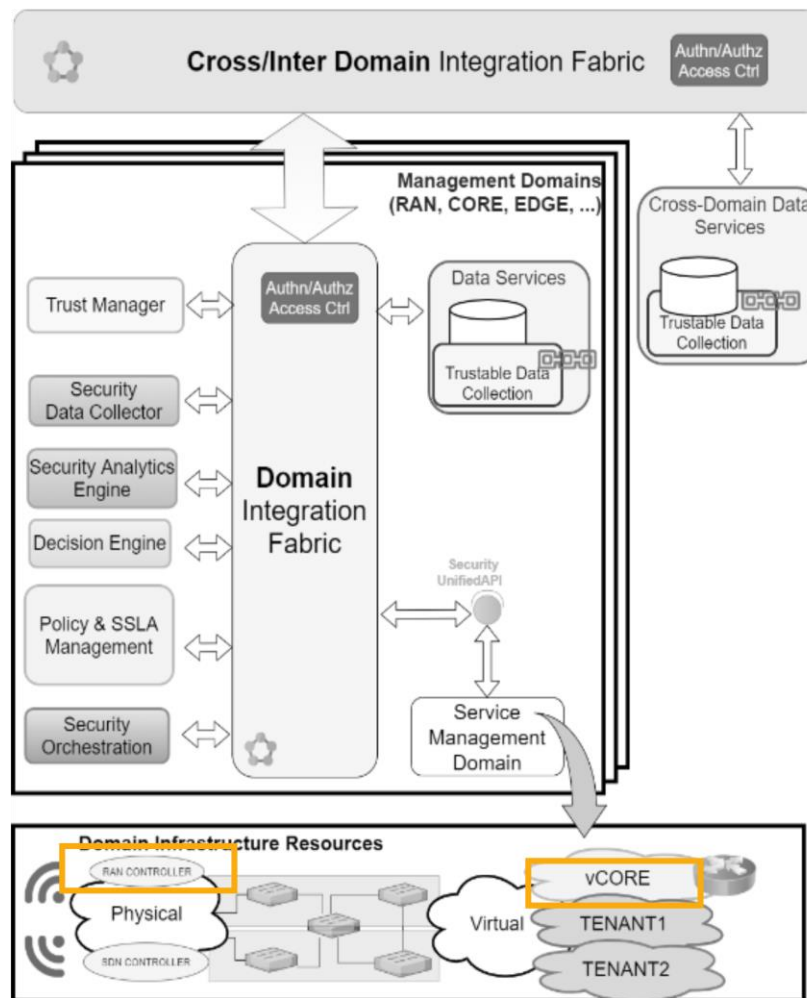 Cross/Inter Domain Integration Fabric
Authn/Authz
Access Ctrl
Management Domains
(RAN, CORE, EDGE, ...)
Cross-Domain Data
Services
Trustable Data
Collection
Authn/Authz
Access Ctrl
Data Services
Trustable Data
Collection
Trust Manager
Security
Data Collector
Security Analytics
Engine
Decision Engine
Policy & SSLA
Management
Security
Orchestration
Domain
Integration
Fabric
Security
UnifiedAPI
Service
Management
Domain
Domain Infrastructure Resources
RAN CONTROLLER
Physical
SDN CONTROLLER
Virtual
vCORE
TENANT1
TENANT2